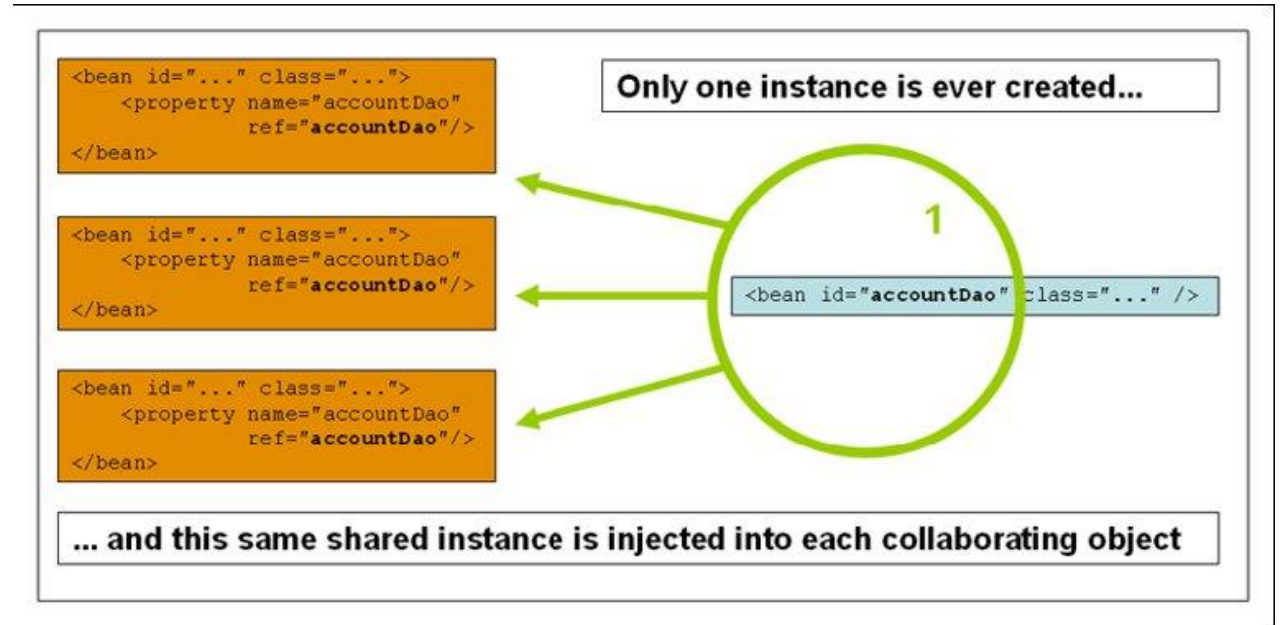 <bean id="..." class="...">
<property name="accountDao"
ref="accountDao"/>
</bean>
Only one instance is ever created...
1
<bean id="..." class="...">
<property name="accountDao"
ref="accountDao"/>
</bean>
<bean id="accountDao" class="..." />
<bean id="..." class="...">
<property name="accountDao"
ref="accountDao"/>
</bean>
... and this same shared instance is injected into each collaborating object